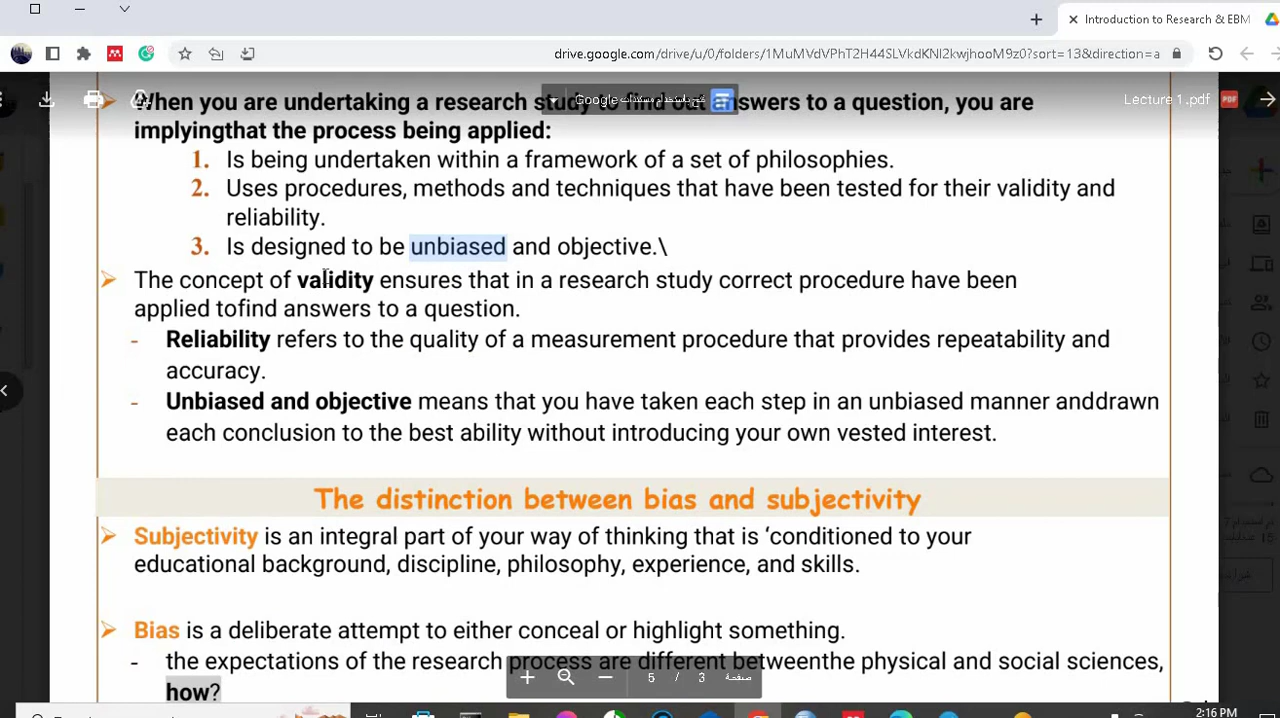 Introduction to Research & EBM
drive.google.com/drive/u/0/folders/1MuMVdVPhT2H44SLVkdKNI2kwjhooM9z0?sort=13&direction=a
When you are undertaking a research study to find out answers to a question, you are
Google
Lecture 1.pdf
PDF
implyingthat the process being applied:
1. Is being undertaken within a framework of a set of philosophies.
2. Uses procedures, methods and techniques that have been tested for their validity and
reliability.
3. Is designed to be unbiased and objective.\
The concept of validity ensures that in a research study correct procedure have been
applied tofind answers to a question.
- Reliability refers to the quality of a measurement procedure that provides repeatability and
accuracy.
- Unbiased and objective means that you have taken each step in an unbiased manner anddrawn
each conclusion to the best ability without introducing your own vested interest.
The distinction between bias and subjectivity
Subjectivity is an integral part of your way of thinking that is ‘conditioned to your
educational background, discipline, philosophy, experience, and skills.
Bias is a deliberate attempt to either conceal or highlight something.
- the expectations of the research process are different betweenthe physical and social sciences,
how?
5 / 3 صفحة
2:16 PM